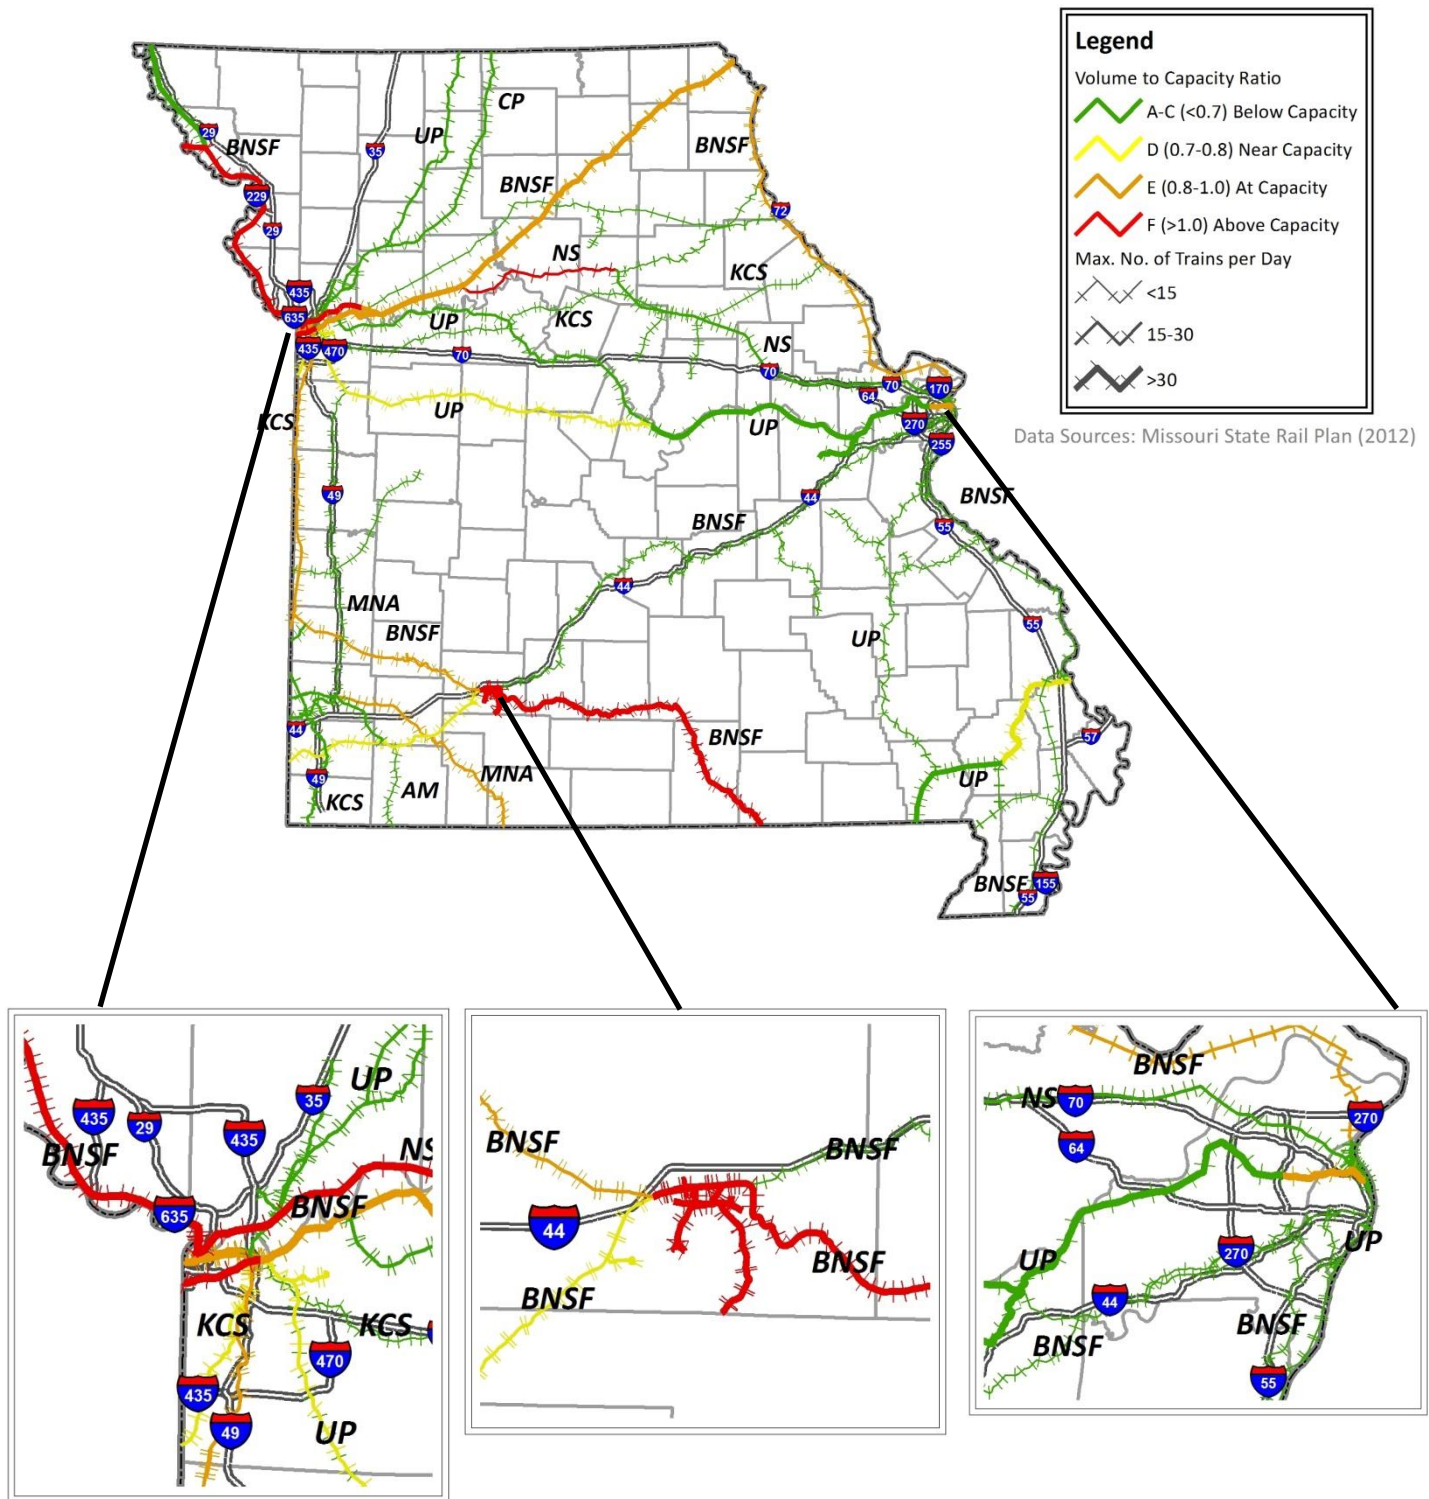 Legend
Volume to Capacity Ratio
A-C (<0.7) Below Capacity
D (0.7-0.8) Near Capacity
E (0.8-1.0) At Capacity
F (>1.0) Above Capacity
Max. No. of Trains per Day
<15
15-30
>30
Data Sources: Missouri State Rail Plan (2012)
CP
29
UP
BNSF
35
BNSF
BNSF
229
72
29
NS
KCS
435
635
UP
KCS
NS
435
470
70
70
70
170
64
KCS
UP
UP
270
255
49
44
BNSF
BNSF
55
44
MNA
BNSF
UP
55
44
BNSF
57
49
KCS
AM
MNA
UP
BNSF
155
55
435
29
435
35
UP
BNSF
NS
635
BNSF
KCS
KCS
470
435
49
UP
BNSF
BNSF
44
BNSF
BNSF
BNSF
NS
70
270
64
UP
270
UP
44
BNSF
BNSF
55